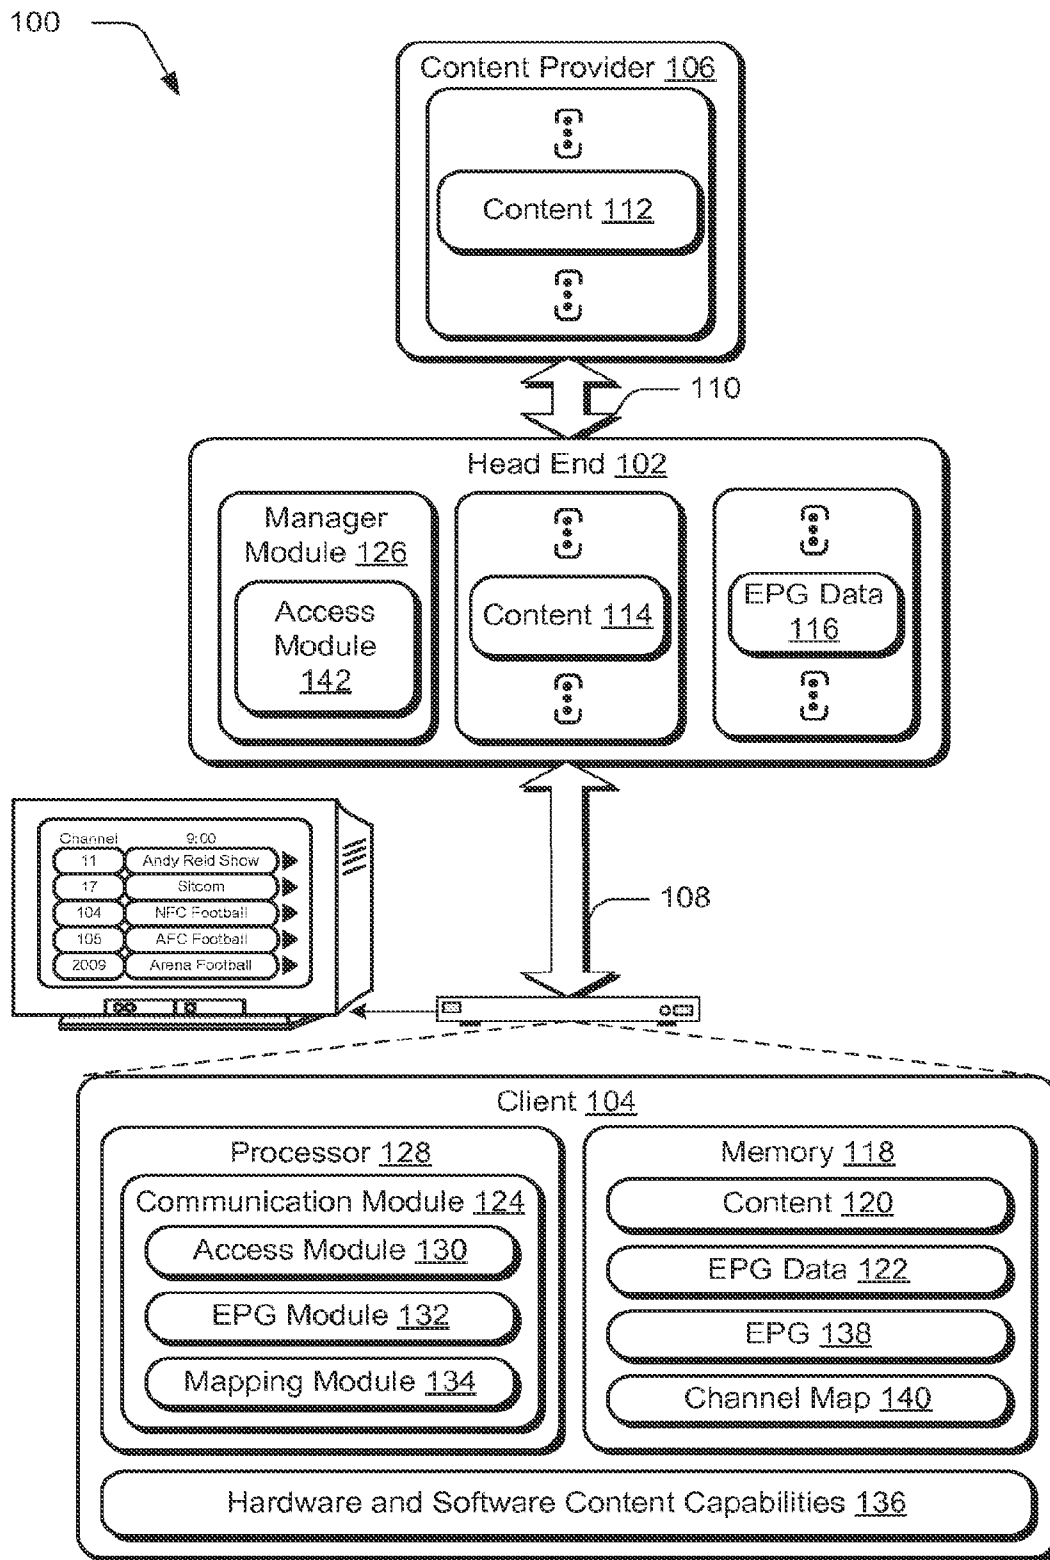 100
Content Provider 106
Content 112
110
Head End 102
Manager
Module 126
Access
Module
142
Content 114
EPG Data
116
Channel 9:00
11 Andy Reid Show
17 Sitcom
104 NFC Football
105 AFC Football
2009 Arena Football
108
Client 104
Processor 128
Communication Module 124
Access Module 130
EPG Module 132
Mapping Module 134
Memory 118
Content 120
EPG Data 122
EPG 138
Channel Map 140
Hardware and Software Content Capabilities 136